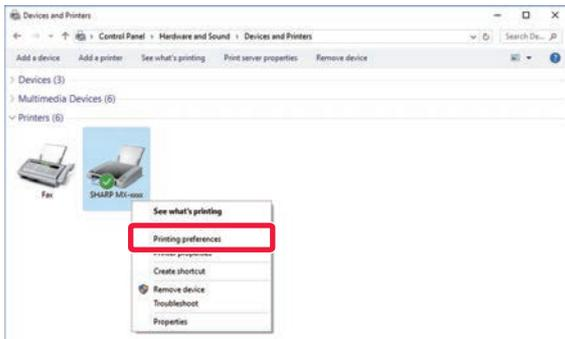 Devices and Printers
Control Panel › Hardware and Sound › Devices and Printers
Search De...
Add a device Add a printer See what's printing Print server properties Remove device
Devices (3)
Multimedia Devices (6)
Printers (6)
Fax
SHARP MX-xxxx
See what's printing
Printing preferences
Printer properties
Create shortcut
Remove device
Troubleshoot
Properties